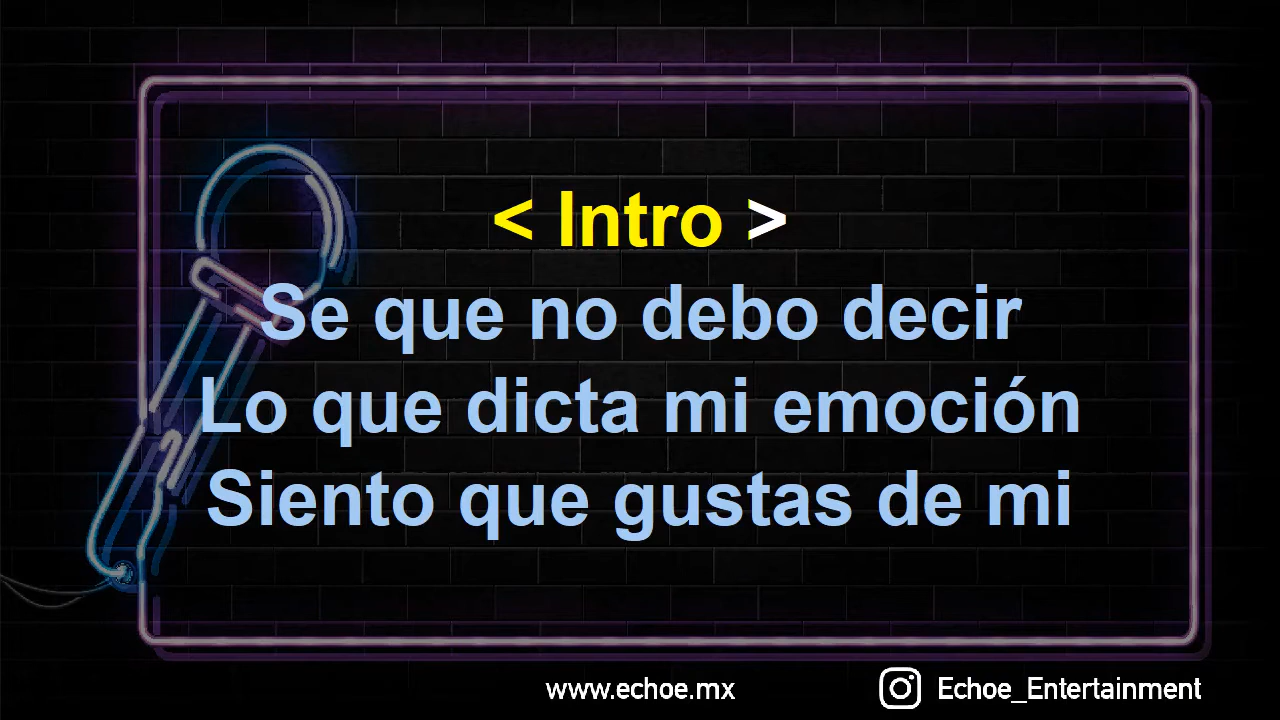 < Intro >
Se que no debo decir
Lo que dicta mi emoción
Siento que gustas de mi
www.echoe.mx
Echoe_Entertainment